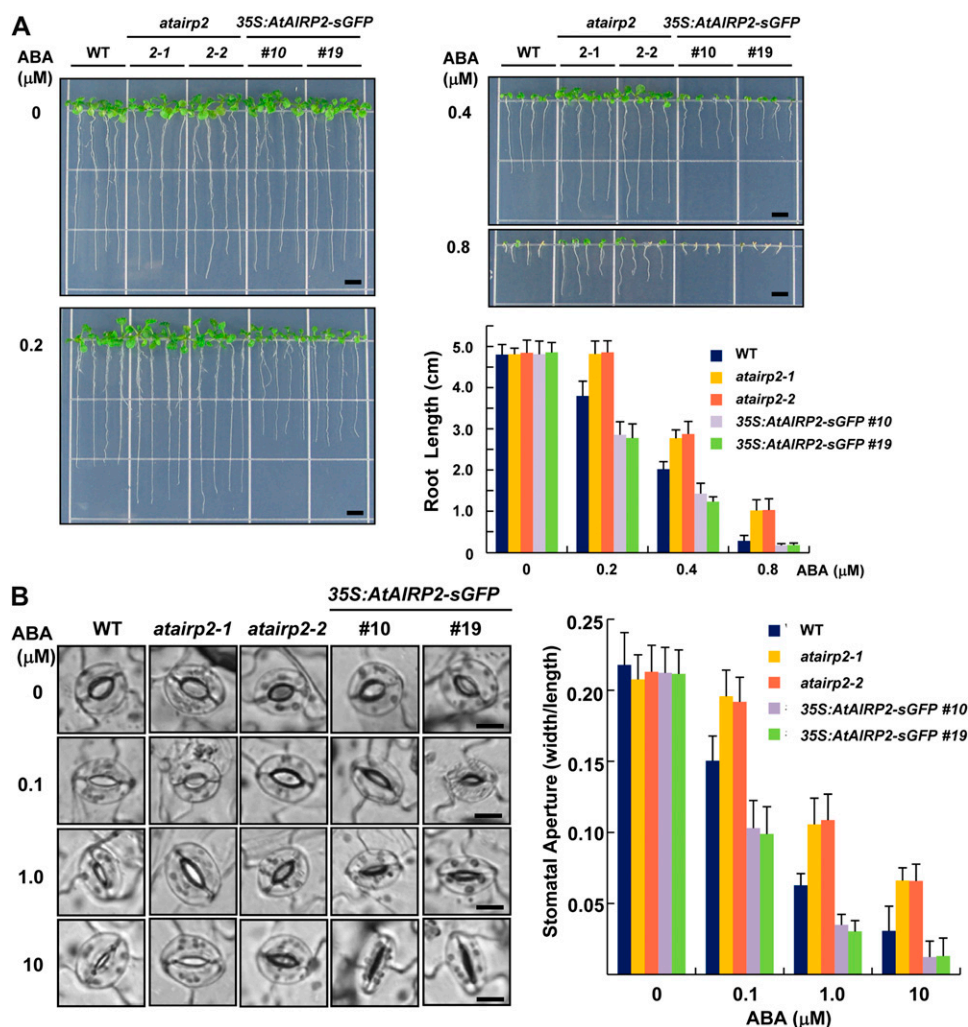 A
atairp2 35S:AtAIRP2-sGFP
ABA (μM) WT 2-1 2-2 #10 #19
0
0.2
atairp2 35S:AtAIRP2-sGFP
ABA (μM) WT 2-1 2-2 #10 #19
0.4
0.8
Root Length (cm)
5.0
4.0
3.0
2.0
1.0
0
WT
atairp2-1
atairp2-2
35S:AtAIRP2-sGFP #10
35S:AtAIRP2-sGFP #19
0 0.2 0.4 0.8 ABA (μM)
B
35S:AtAIRP2-sGFP
ABA (μM) WT atairp2-1 atairp2-2 #10 #19
0
0.1
1.0
10
Stomatal Aperture (width/length)
0.25
0.20
0.15
0.10
0.05
WT
atairp2-1
atairp2-2
35S:AtAIRP2-sGFP #10
35S:AtAIRP2-sGFP #19
0 0.1 1.0 10
ABA (μM)